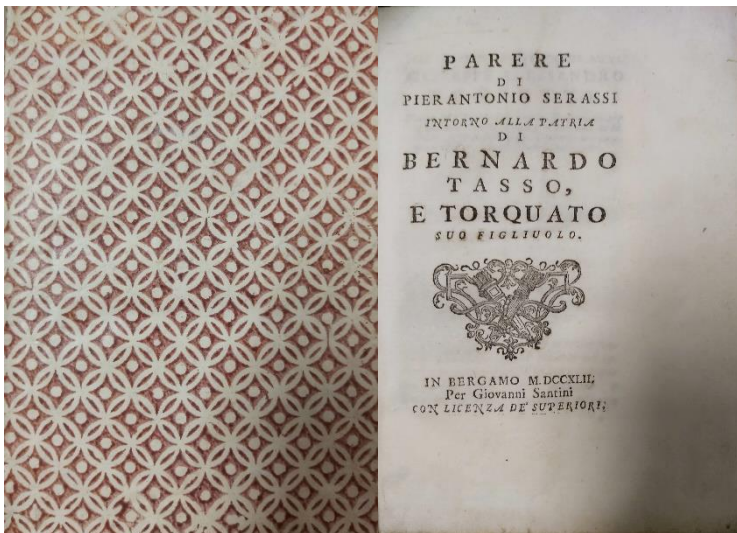 PARERE
DI
PIERANTONIO SERASSI
INTORNO ALLA PATRIA
DI
BERNARDO
TASSO,
E TORQUATO
SUO FIGLIUOLO.
IN BERGAMO M.DCCXLII.
Per Giovanni Santini
CON LICENZA DE' SUPERIORI.